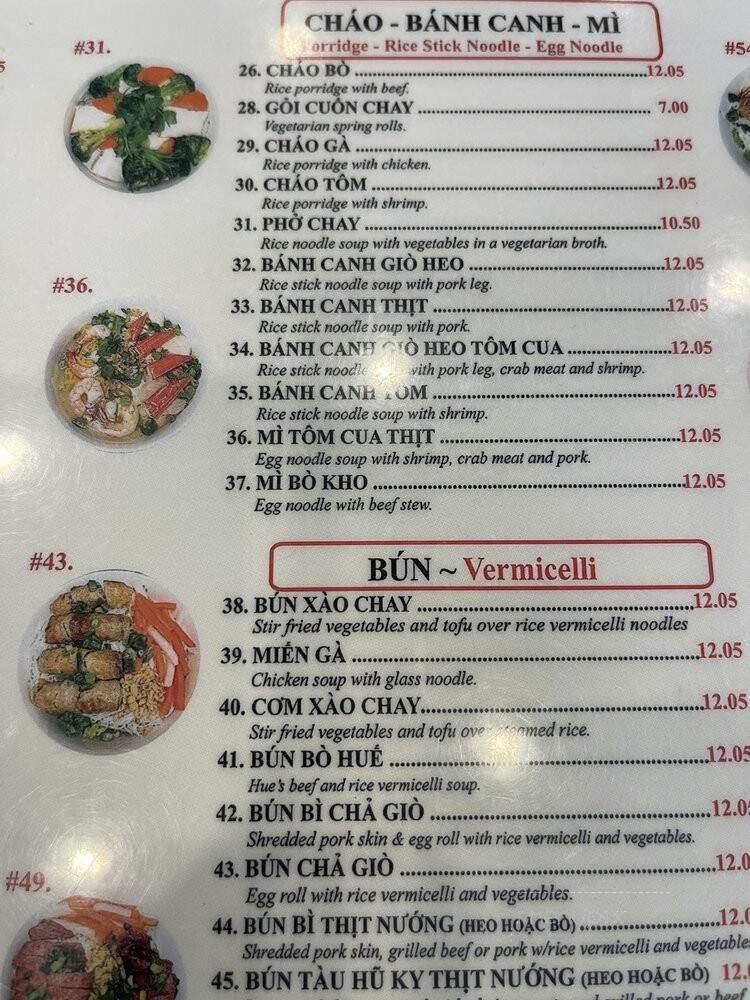 CHÁO - BÁNH CANH - MÌ
Porridge - Rice Stick Noodle - Egg Noodle
#31.
#54
26. CHÁO BÒ 12.05
Rice porridge with beef.
28. GỎI CUỐN CHAY 7.00
Vegetarian spring rolls.
29. CHÁO GÀ 12.05
Rice porridge with chicken.
30. CHÁO TÔM 12.05
Rice porridge with shrimp.
31. PHỞ CHAY 10.50
Rice noodle soup with vegetables in a vegetarian broth.
#36.
32. BÁNH CANH GIÒ HEO 12.05
Rice stick noodle soup with pork leg.
33. BÁNH CANH THỊT 12.05
Rice stick noodle soup with pork.
34. BÁNH CANH GIÒ HEO TÔM CUA 12.05
Rice stick noodle with pork leg, crab meat and shrimp.
35. BÁNH CANH TÔM 12.05
Rice stick noodle soup with shrimp.
36. MÌ TÔM CUA THỊT 12.05
Egg noodle soup with shrimp, crab meat and pork.
37. MÌ BÒ KHO 12.05
Egg noodle with beef stew.
#43.
BÚN ~ Vermicelli
38. BÚN XÀO CHAY 12.05
Stir fried vegetables and tofu over rice vermicelli noodles
39. MIẾN GÀ 12.05
Chicken soup with glass noodle.
40. CƠM XÀO CHAY 12.05
Stir fried vegetables and tofu over steamed rice.
41. BÚN BÒ HUẾ 12.05
Hue's beef and rice vermicelli soup.
42. BÚN BÌ CHẢ GIÒ 12.05
Shredded pork skin & egg roll with rice vermicelli and vegetables.
43. BÚN CHẢ GIÒ 12.0
Egg roll with rice vermicelli and vegetables.
#49.
44. BÚN BÌ THỊT NƯỚNG (HEO HOẶC BÒ) 12.0
Shredded pork skin, grilled beef or pork w/rice vermicelli and vegetable
45. BÚN TÀU HŨ KY THỊT NƯỚNG (HEO HOẶC BÒ) 12.0
grilled pork or beef